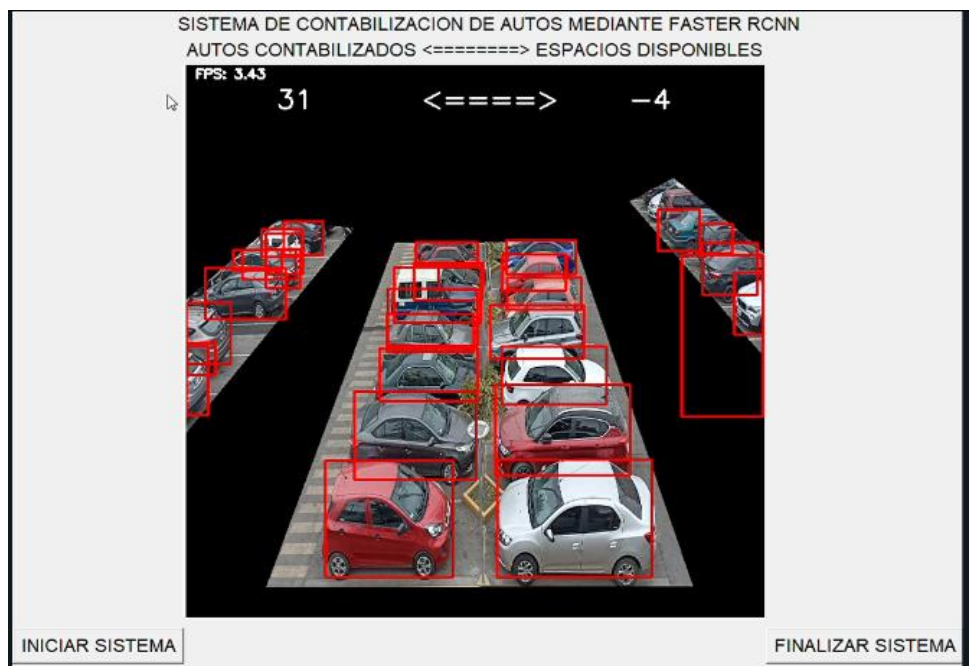 SISTEMA DE CONTABILIZACION DE AUTOS MEDIANTE FASTER RCNN
AUTOS CONTABILIZADOS <========> ESPACIOS DISPONIBLES
FPS: 3.43
31 <====> -4
INICIAR SISTEMA FINALIZAR SISTEMA